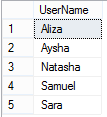 UserName
1 Aliza
2 Aysha
3 Natasha
4 Samuel
5 Sara